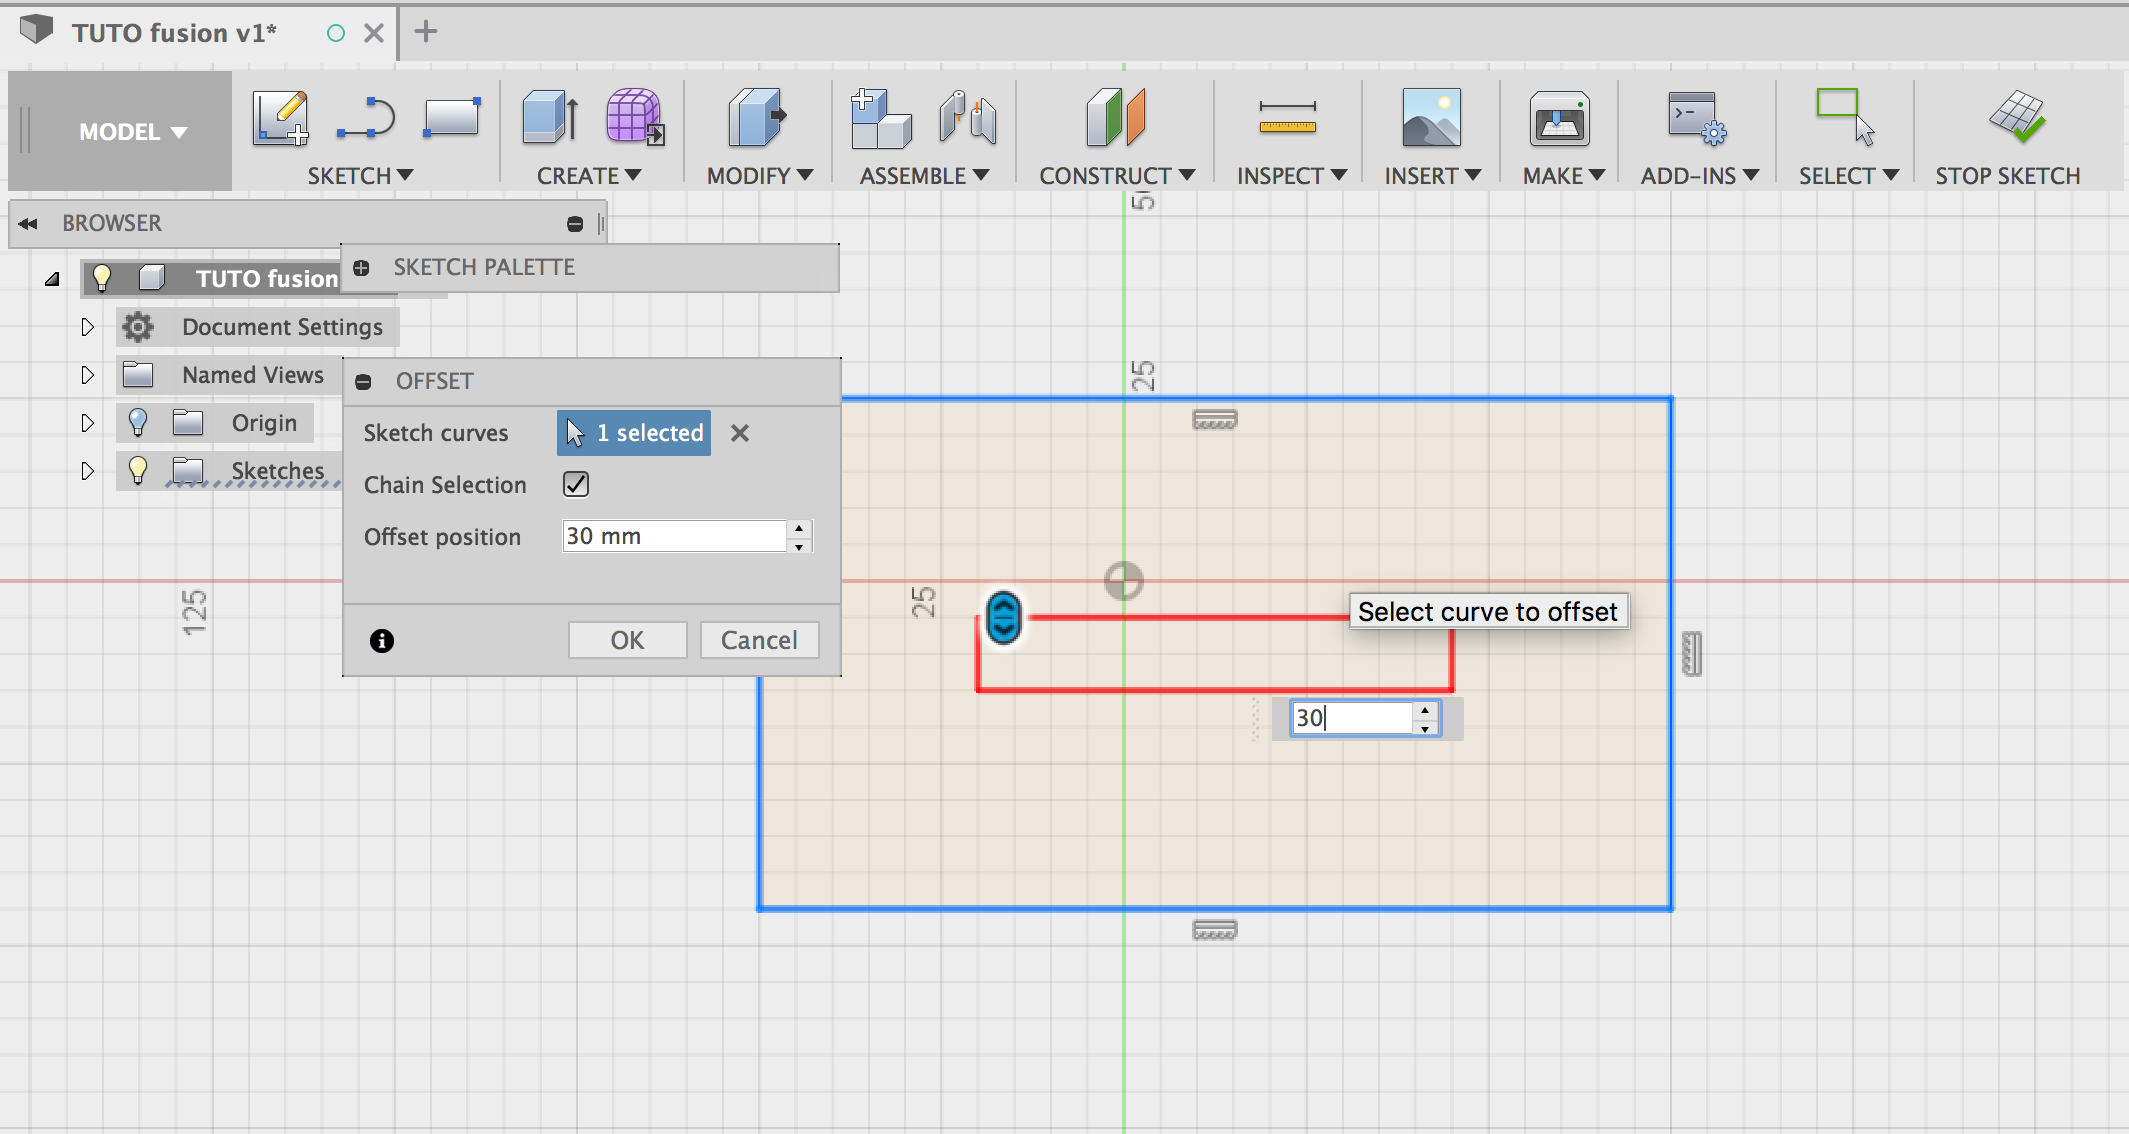 TUTO fusion v1*
MODEL
SKETCH
CREATE
MODIFY
ASSEMBLE
CONSTRUCT
INSPECT
INSERT
MAKE
ADD-INS
SELECT
STOP SKETCH
BROWSER
SKETCH PALETTE
TUTO fusion
Document Settings
Named Views
Origin
Sketches
OFFSET
Sketch curves
1 selected
Chain Selection
Offset position
30 mm
OK
Cancel
125
25
25
Select curve to offset
30